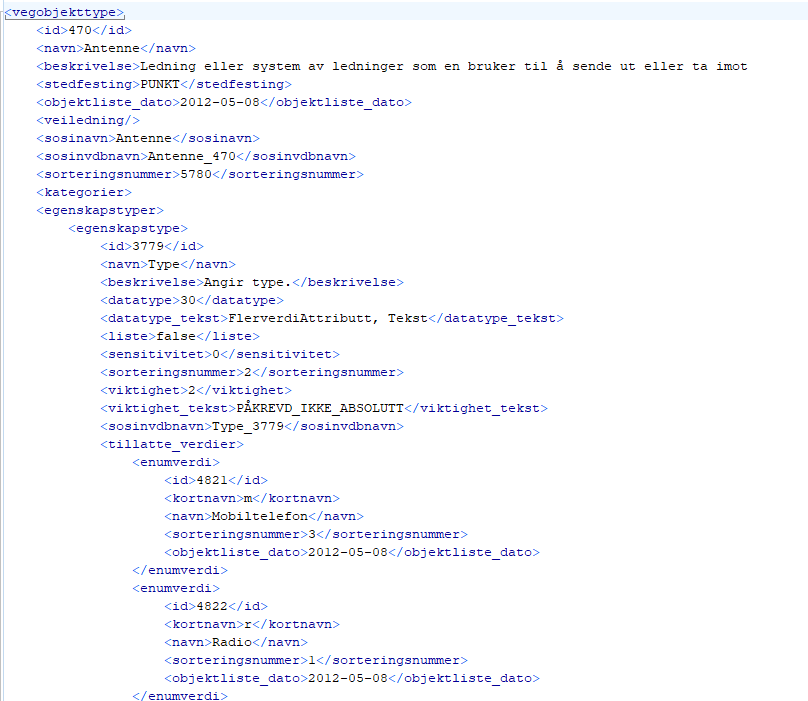 <vegobjekttype>
<id>470</id>
<navn>Antenne</navn>
<beskrivelse>Ledning eller system av ledninger som en bruker til å sende ut eller ta imot
<stedfesting>PUNKT</stedfesting>
<objektliste_dato>2012-05-08</objektliste_dato>
<veiledning/>
<sosinavn>Antenne</sosinavn>
<sosinvdbnavn>Antenne_470</sosinvdbnavn>
<sorteringsnummer>5780</sorteringsnummer>
<kategorier>
<egenskapstyper>
<egenskapstype>
<id>3779</id>
<navn>Type</navn>
<beskrivelse>Angir type.</beskrivelse>
<datatype>30</datatype>
<datatype_tekst>FlerverdiAttributt, Tekst</datatype_tekst>
<liste>false</liste>
<sensitivitet>0</sensitivitet>
<sorteringsnummer>2</sorteringsnummer>
<viktighet>2</viktighet>
<viktighet_tekst>PÅKREVD_IKKE_ABSOLUTT</viktighet_tekst>
<sosinvdbnavn>Type_3779</sosinvdbnavn>
<tillatte_verdier>
<enumverdi>
<id>4821</id>
<kortnavn>m</kortnavn>
<navn>Mobiltelefon</navn>
<sorteringsnummer>3</sorteringsnummer>
<objektliste_dato>2012-05-08</objektliste_dato>
</enumverdi>
<enumverdi>
<id>4822</id>
<kortnavn>r</kortnavn>
<navn>Radio</navn>
<sorteringsnummer>1</sorteringsnummer>
<objektliste_dato>2012-05-08</objektliste_dato>
</enumverdi>